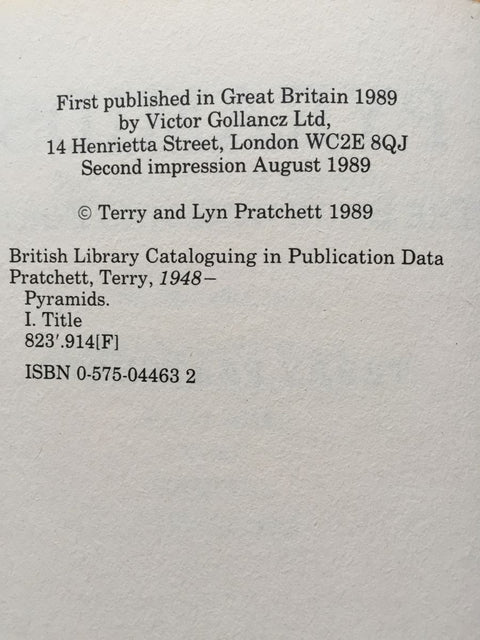 First published in Great Britain 1989
by Victor Gollancz Ltd,
14 Henrietta Street, London WC2E 8QJ
Second impression August 1989
© Terry and Lyn Pratchett 1989
British Library Cataloguing in Publication Data
Pratchett, Terry, 1948–
Pyramids.
I. Title
823'.914[F]
ISBN 0-575-04463 2